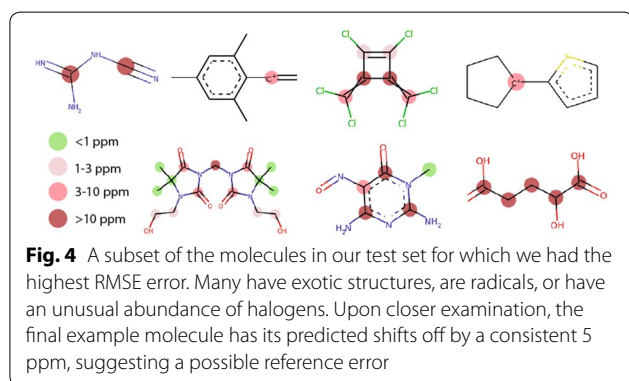 NH
HN
NH₂
N
C⁺
Cl Cl
Cl Cl
Cl Cl
C⁺
S
<1 ppm
1-3 ppm
3-10 ppm
>10 ppm
O O O
N N N N
O O
OH HO
O
N N
O
H₂N N NH₂
OH OH
O O
OH
Fig. 4 A subset of the molecules in our test set for which we had the
highest RMSE error. Many have exotic structures, are radicals, or have
an unusual abundance of halogens. Upon closer examination, the
final example molecule has its predicted shifts off by a consistent 5
ppm, suggesting a possible reference error